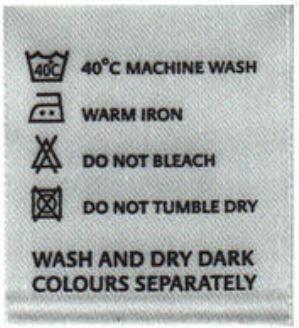 40C 40°C MACHINE WASH
WARM IRON
DO NOT BLEACH
DO NOT TUMBLE DRY
WASH AND DRY DARK
COLOURS SEPARATELY